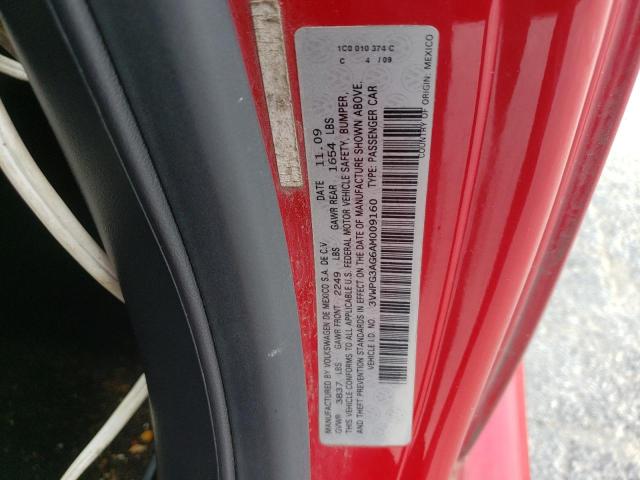 1C0 010 374 C
C 4 / 09
MANUFACTURED BY VOLKSWAGEN DE MEXICO S.A. DE C.V. DATE 11.09
GVWR 3837 LBS GAWR FRONT 2249 LBS GAWR REAR 1654 LBS
THIS VEHICLE CONFORMS TO ALL APPLICABLE U.S. FEDERAL MOTOR VEHICLE SAFETY, BUMPER,
AND THEFT PREVENTION STANDARDS IN EFFECT ON THE DATE OF MANUFACTURE SHOWN ABOVE.
VEHICLE I.D. NO. 3VWPG3AG6AM009160 TYPE: PASSENGER CAR
COUNTRY OF ORIGIN: MEXICO